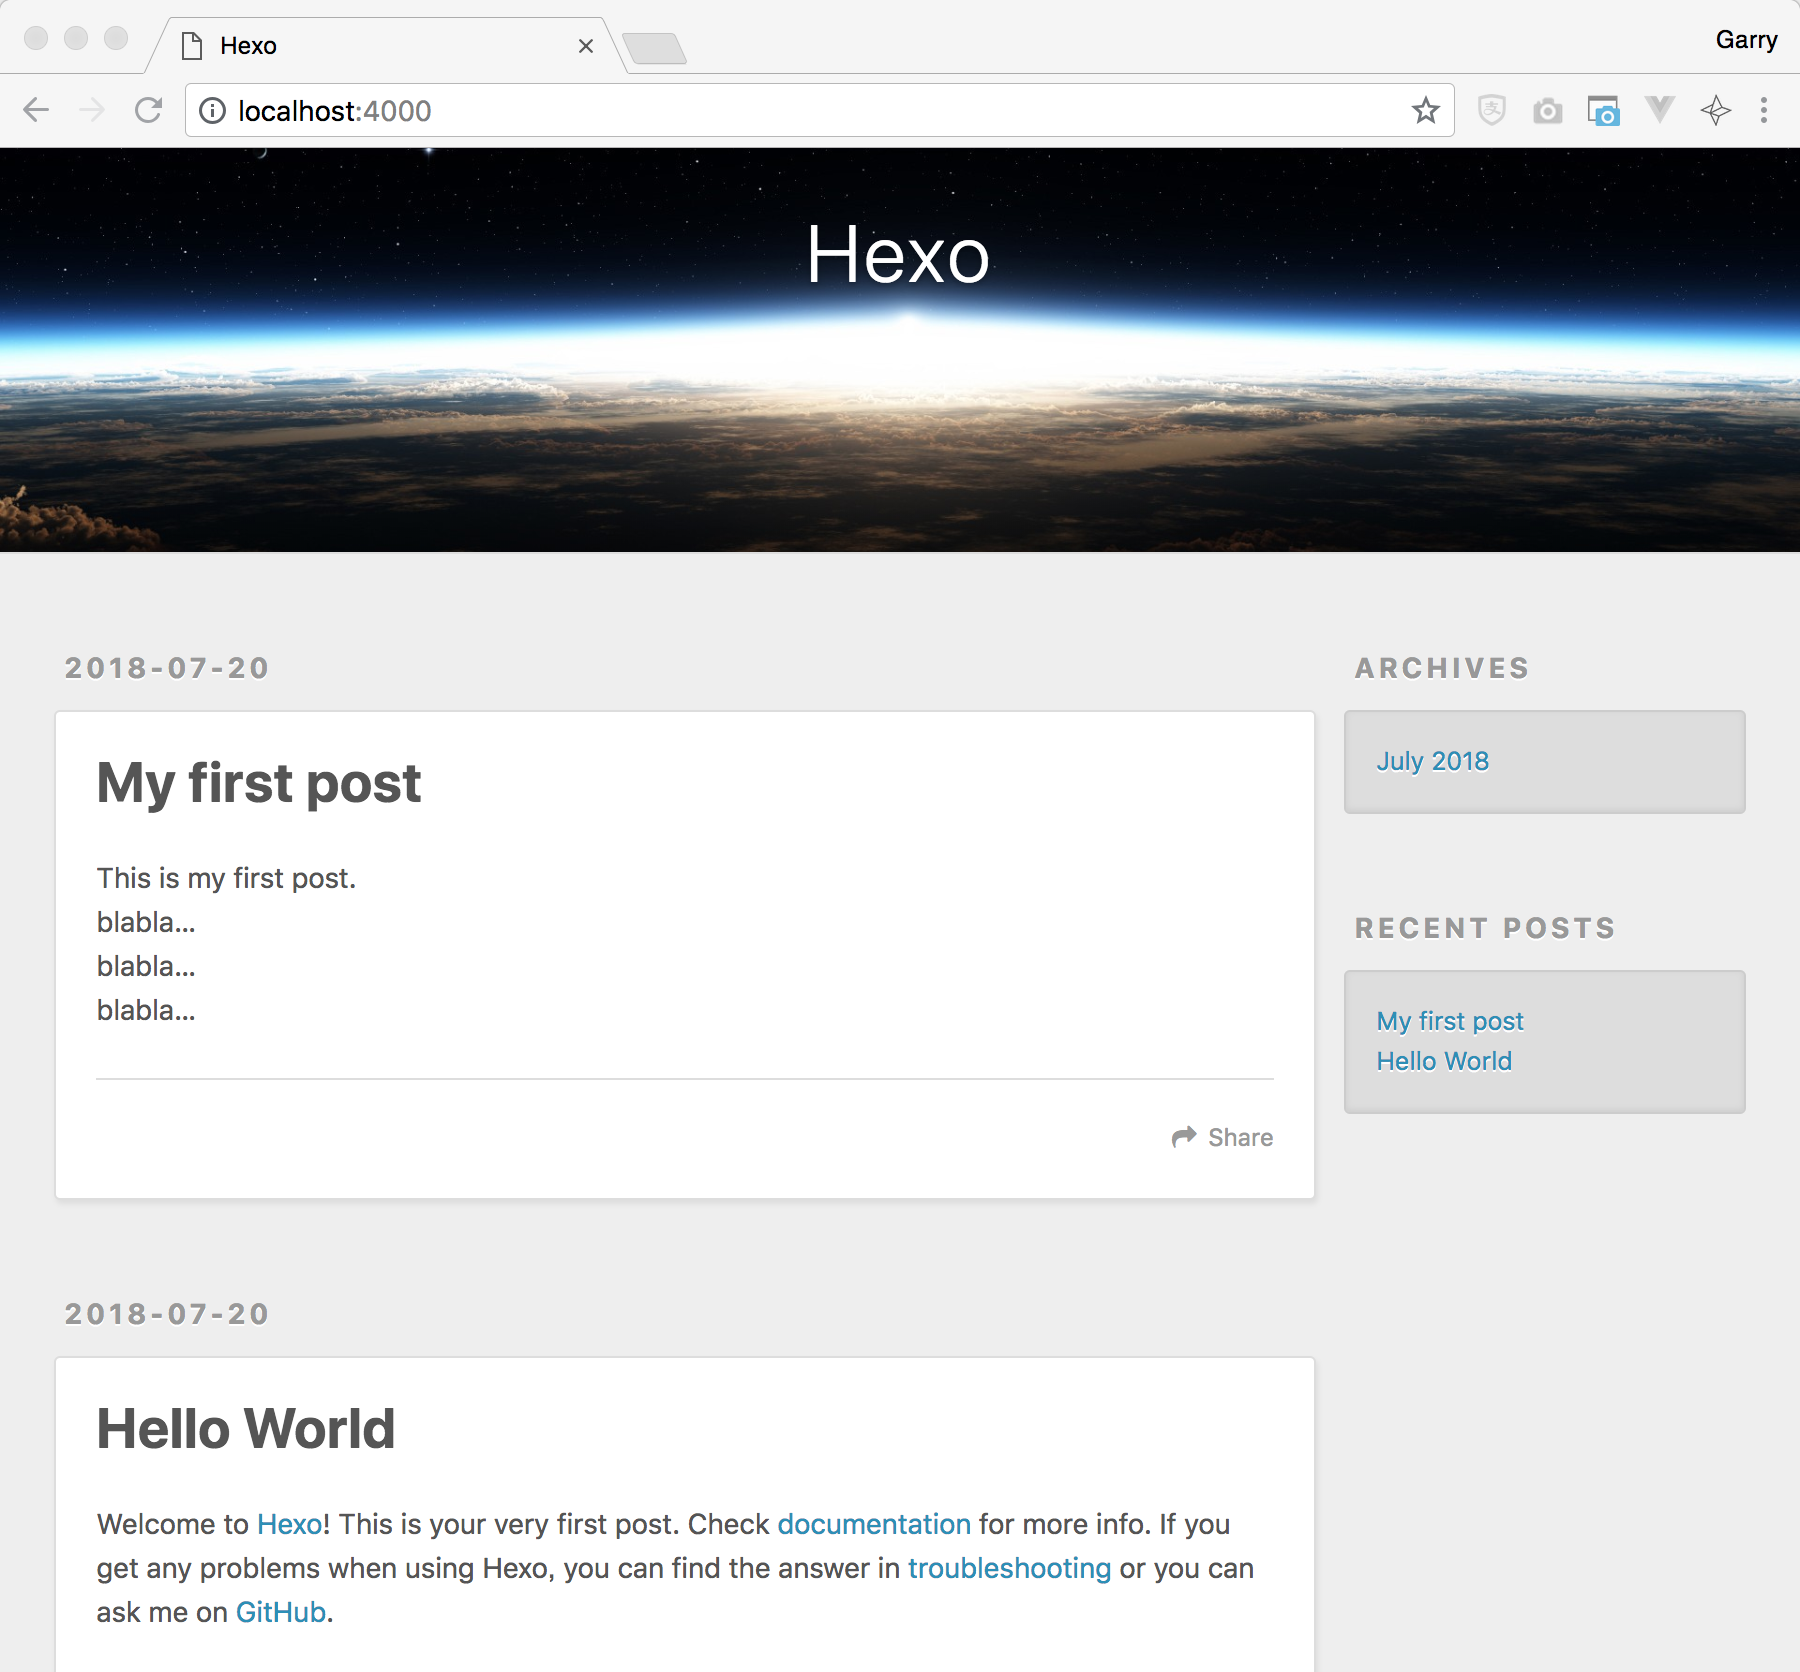 Hexo
Garry
localhost:4000
Hexo
2018-07-20
My first post
This is my first post.
blabla...
blabla...
blabla...
Share
2018-07-20
Hello World
Welcome to Hexo! This is your very first post. Check documentation for more info. If you
get any problems when using Hexo, you can find the answer in troubleshooting or you can
ask me on GitHub.
ARCHIVES
July 2018
RECENT POSTS
My first post
Hello World